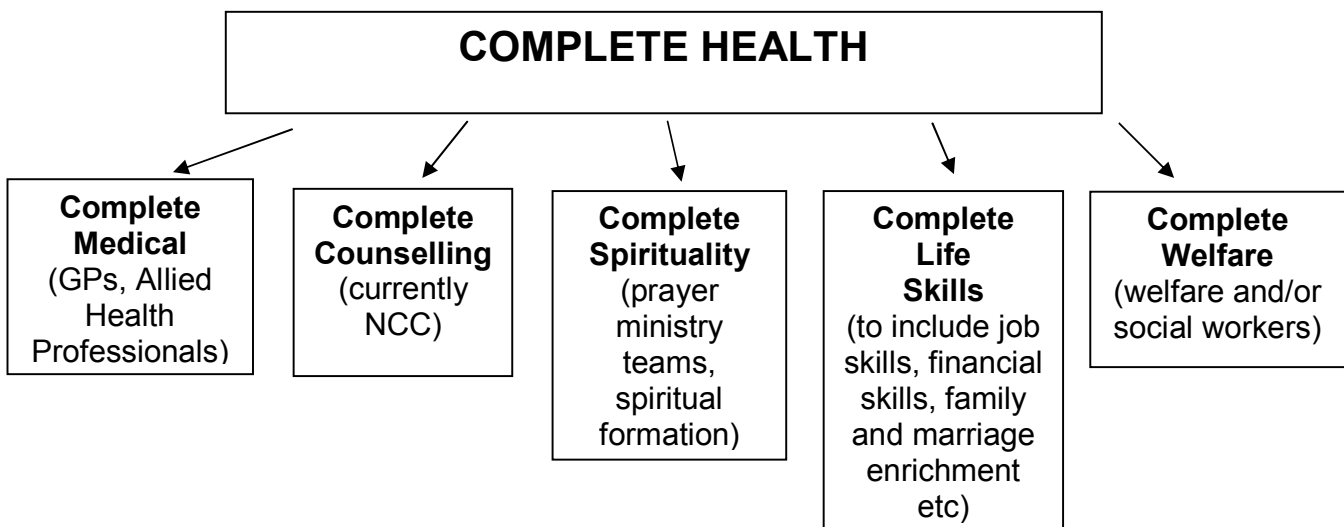 COMPLETE HEALTH
Complete
Medical
(GPs, Allied
Health
Professionals)
Complete
Counselling
(currently
NCC)
Complete
Spirituality
(prayer
ministry
teams,
spiritual
formation)
Complete
Life
Skills
(to include job
skills, financial
skills, family
and marriage
enrichment
etc)
Complete
Welfare
(welfare and/or
social workers)